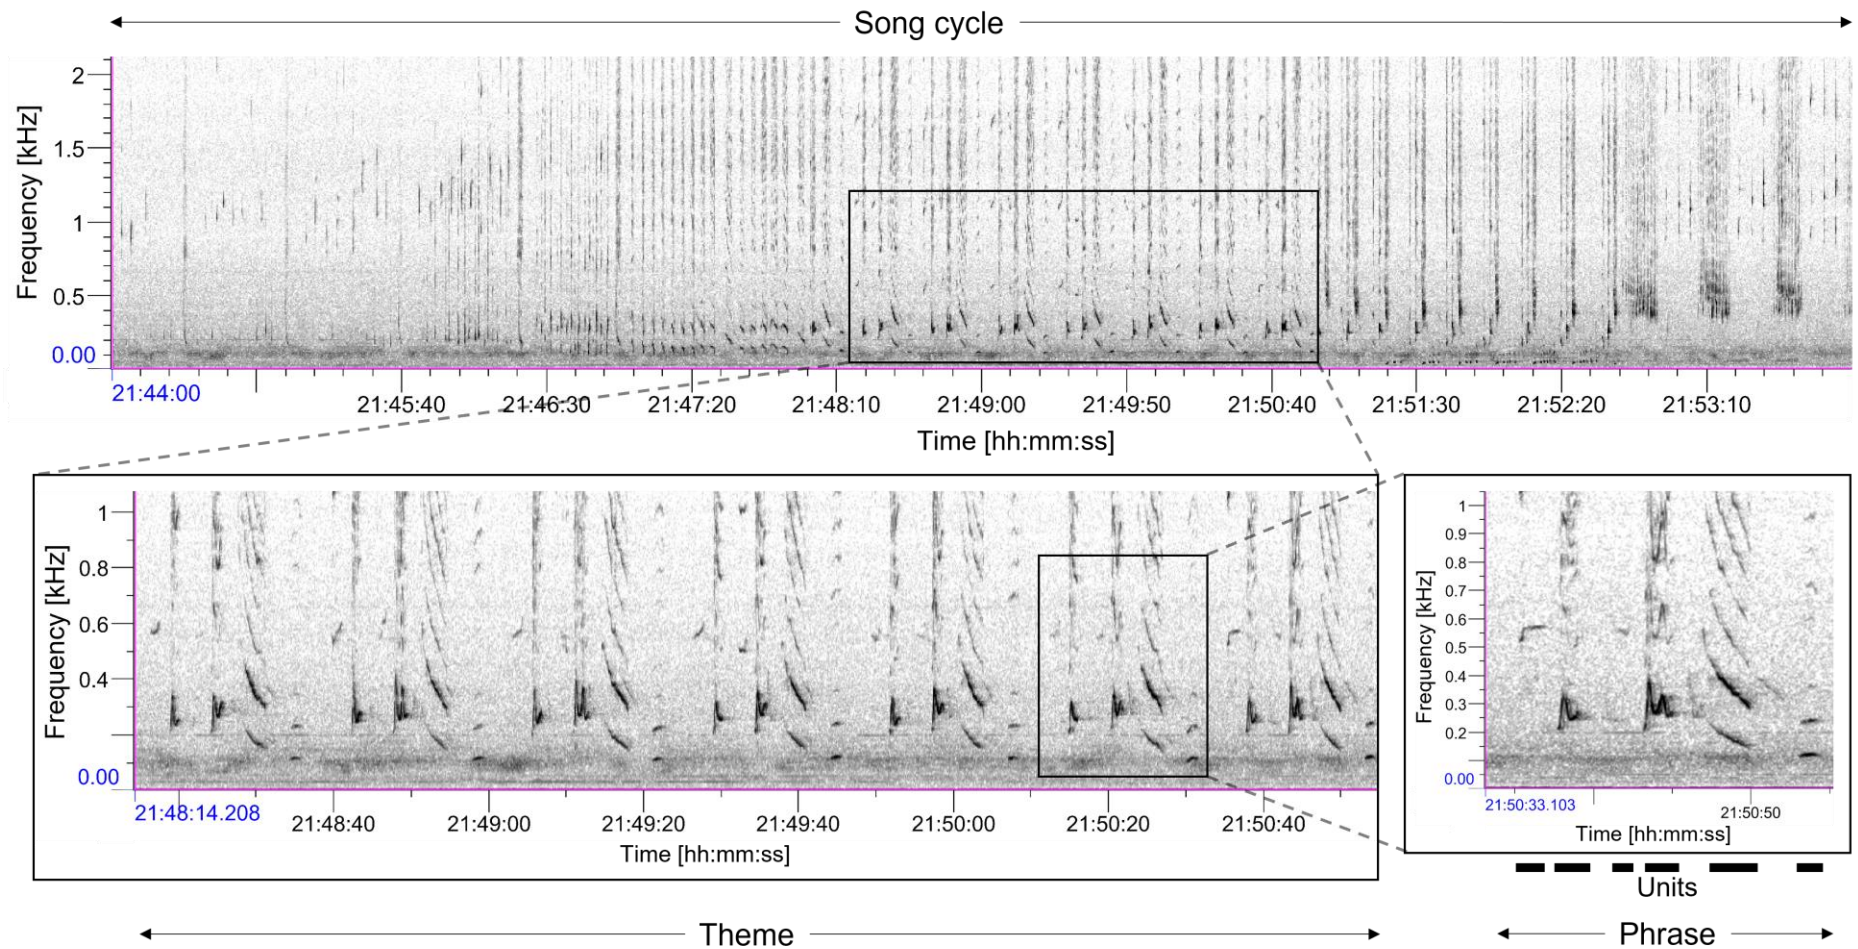 Song cycle
Frequency [kHz]
2
1.5
1
0.5
0.00
21:44:00 21:45:40 21:46:30 21:47:20 21:48:10 21:49:00 21:49:50 21:50:40 21:51:30 21:52:20 21:53:10
Time [hh:mm:ss]
Frequency [kHz]
1
0.8
0.6
0.4
0.00
21:48:14.208 21:48:40 21:49:00 21:49:20 21:49:40 21:50:00 21:50:20 21:50:40
Time [hh:mm:ss]
Frequency [kHz]
1
0.9
0.8
0.7
0.6
0.5
0.4
0.3
0.2
0.00
21:50:33.103 21:50:50
Time [hh:mm:ss]
Units
Theme
Phrase